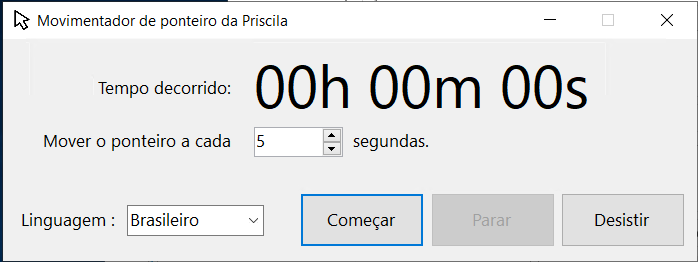 Movimentador de ponteiro da Priscila
Tempo decorrido: 00h 00m 00s
Mover o ponteiro a cada 5 segundas.
Linguagem : Brasileiro Começar Parar Desistir